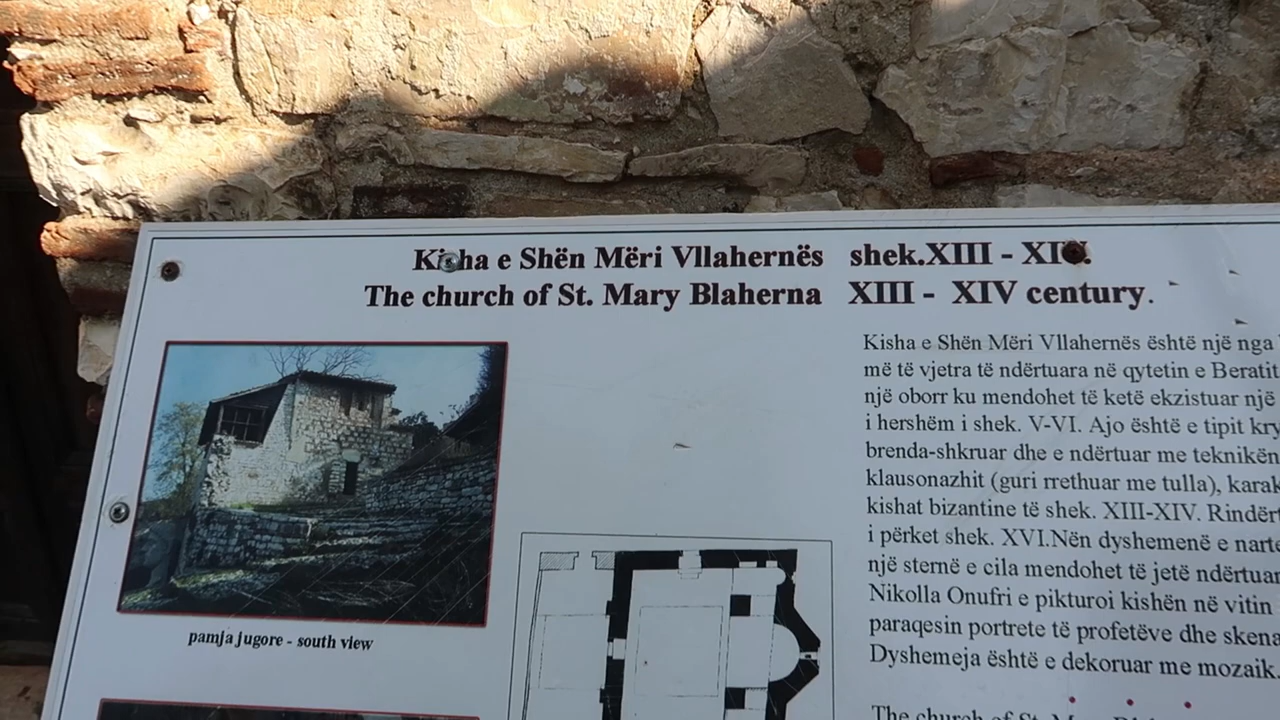 Kisha e Shën Mëri Vllahernës shek.XIII - XIV.
The church of St. Mary Blaherna XIII - XIV century.
pamja jugore - south view
Kisha e Shën Mëri Vllahernës është një nga
më të vjetra të ndërtuara në qytetin e Beratit
një oborr ku mendohet të ketë ekzistuar një
i hershëm i shek. V-VI. Ajo është e tipit
brenda-shkruar dhe e ndërtuar me teknikën
klausonazhit (guri rrethuar me tulla),
kishat bizantine të shek. XIII-XIV.
i përket shek. XVI.Nën dyshemenë e
një sternë e cila mendohet të jetë
Nikolla Onufri e pikturoi kishën në vitin
paraqesin portrete të profetëve dhe
Dyshemeja është e dekoruar me mozaik.
The church of St.